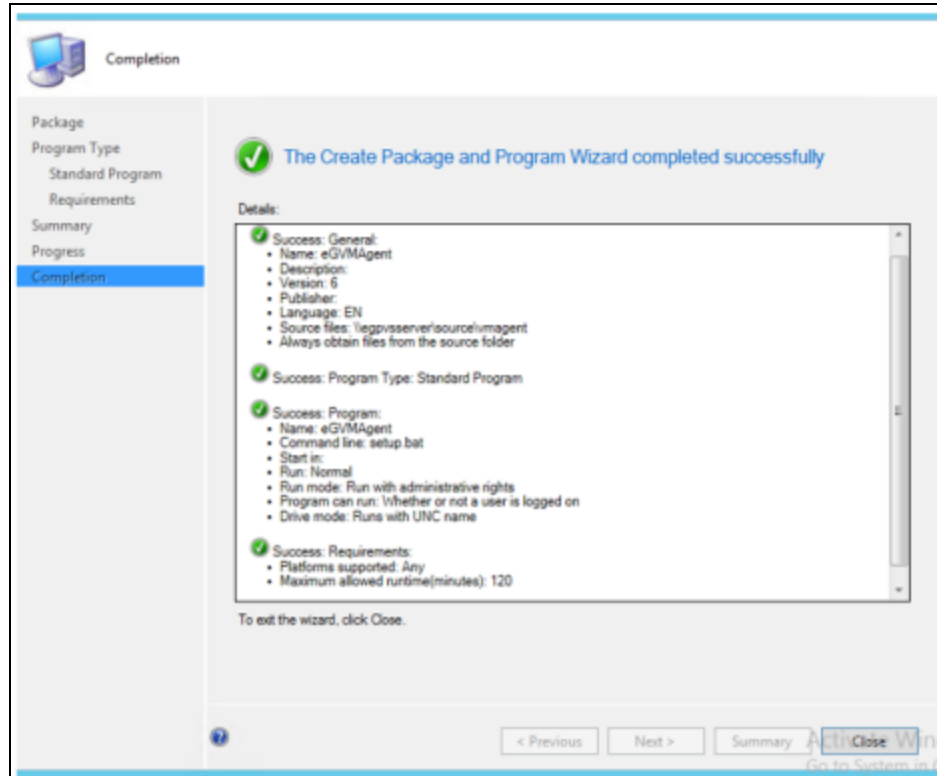 Completion
Package
Program Type
Standard Program
Requirements
Summary
Progress
Completion
The Create Package and Program Wizard completed successfully
Details:
Success: General:
• Name: eGVMAgent
• Description:
• Version: 6
• Publisher:
• Language: EN
• Source files: \\egpvsserver\source\vmagent
• Always obtain files from the source folder
Success: Program Type: Standard Program
Success: Program:
• Name: eGVMAgent
• Command line: setup.bat
• Start in:
• Run: Normal
• Run mode: Run with administrative rights
• Program can run: Whether or not a user is logged on
• Drive mode: Runs with UNC name
Success: Requirements:
• Platforms supported: Any
• Maximum allowed runtime(minutes): 120
To exit the wizard, click Close.
< Previous
Next >
Summary
Close
Go to System in